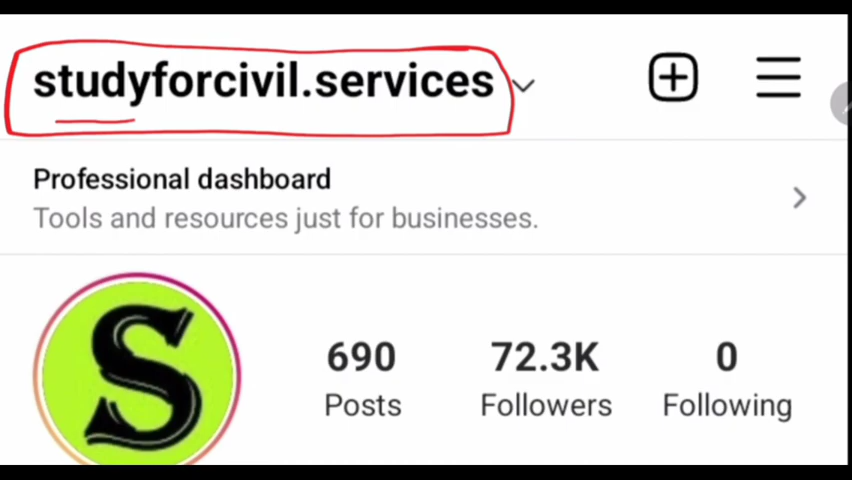 studyforcivil.services
Professional dashboard
Tools and resources just for businesses.
S
690 72.3K 0
Posts Followers Following